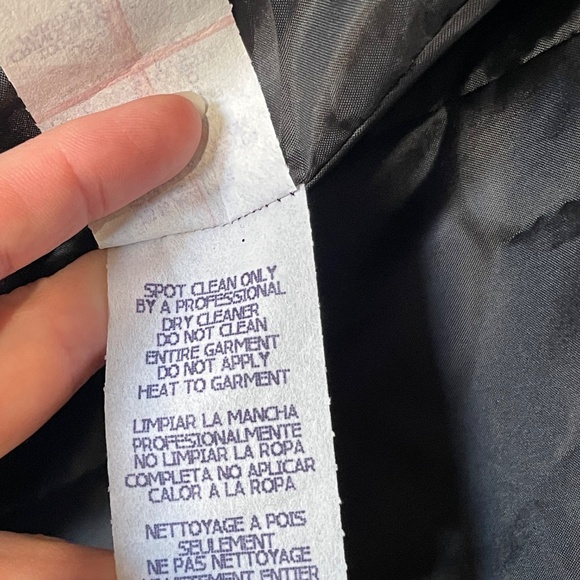 SPOT CLEAN ONLY
BY A PROFESSIONAL
DRY CLEANER
DO NOT CLEAN
ENTIRE GARMENT
DO NOT APPLY
HEAT TO GARMENT
LIMPIAR LA MANCHA
PROFESIONALMENTE
NO LIMPIAR LA ROPA
COMPLETA NO APLICAR
CALOR A LA ROPA
NETTOYAGE A POIS
SEULEMENT
NE PAS NETTOYAGE
ENTIER